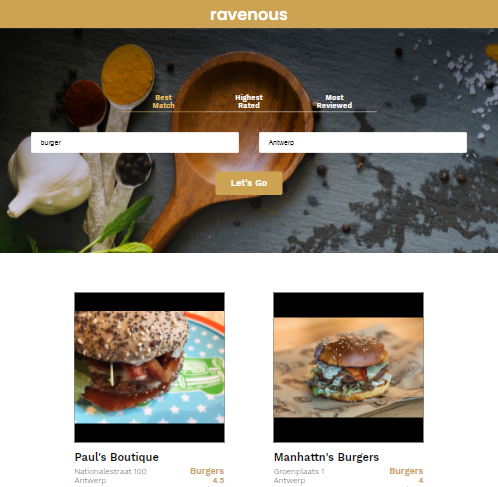 ravenous
Best Highest Most
Match Rated Reviewed
burger Antwerp
Let's Go
Paul's Boutique Manhattn's Burgers
Nationalestraat 100 Burgers Groenplaats 1 Burgers
Antwerp 4.5 Antwerp 4